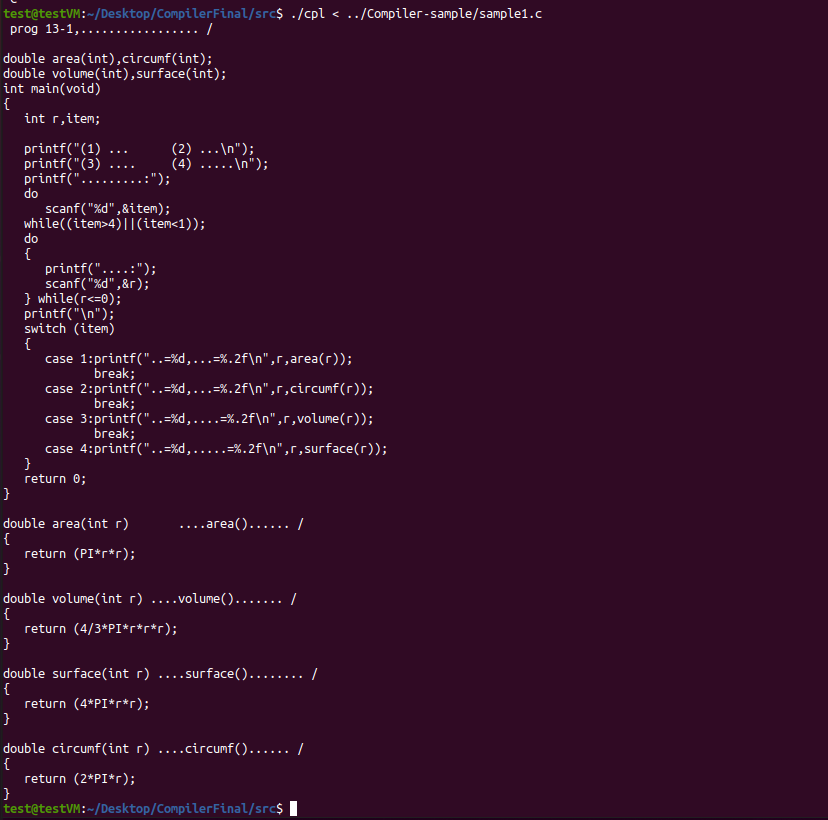 c
test@testVM:~/Desktop/CompilerFinal/src$ ./cpl < ../Compiler-sample/sample1.c
 prog 13-1,................. /

double area(int),circumf(int);
double volume(int),surface(int);
int main(void)
{
   int r,item;

   printf("(1) ...      (2) ...\n");
   printf("(3) ....     (4) .....\n");
   printf(".........:");
   do
      scanf("%d",&item);
   while((item>4)||(item<1));
   do
   {
      printf("....:");
      scanf("%d",&r);
   } while(r<=0);
   printf("\n");
   switch (item)
   {
      case 1:printf("..=%d,...=%.2f\n",r,area(r));
             break;
      case 2:printf("..=%d,...=%.2f\n",r,circumf(r));
             break;
      case 3:printf("..=%d,....=%.2f\n",r,volume(r));
             break;
      case 4:printf("..=%d,.....=%.2f\n",r,surface(r));
   }
   return 0;
}

double area(int r)       ....area()...... /
{
   return (PI*r*r);
}

double volume(int r) ....volume()....... /
{
   return (4/3*PI*r*r*r);
}

double surface(int r) ....surface()........ /
{
   return (4*PI*r*r);
}

double circumf(int r) ....circumf()...... /
{
   return (2*PI*r);
}
test@testVM:~/Desktop/CompilerFinal/src$